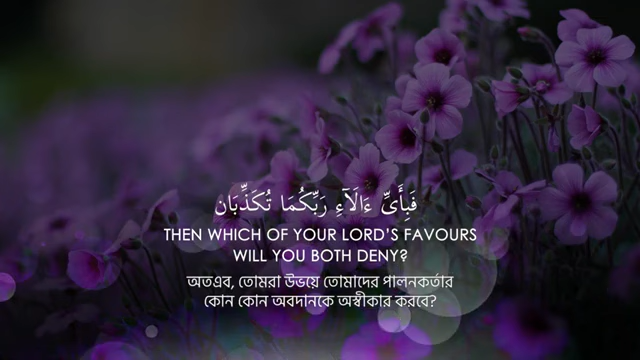 فَبِأَىِّ ءَالَآءِ رَبِّكُمَا تُكَذِّبَان
THEN WHICH OF YOUR LORD'S FAVOURS
WILL YOU BOTH DENY?
অতএব, তোমরা উভয়ে তোমাদের পালনকর্তার
কোন কোন অবদানকে অস্বীকার করবে?